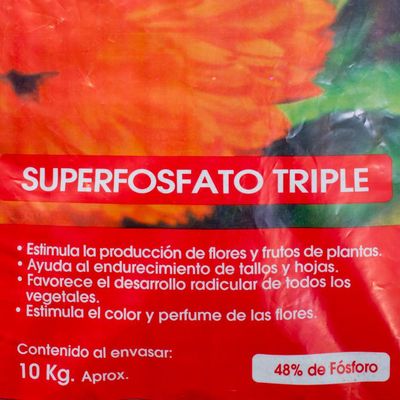 SUPERFOSFATO TRIPLE
• Estimula la producción de flores y frutos de plantas.
• Ayuda al endurecimiento de tallos y hojas.
• Favorece el desarrollo radicular de todos los
vegetales.
• Estimula el color y perfume de las flores.
Contenido al envasar:
10 Kg. Aprox.
48% de Fósforo